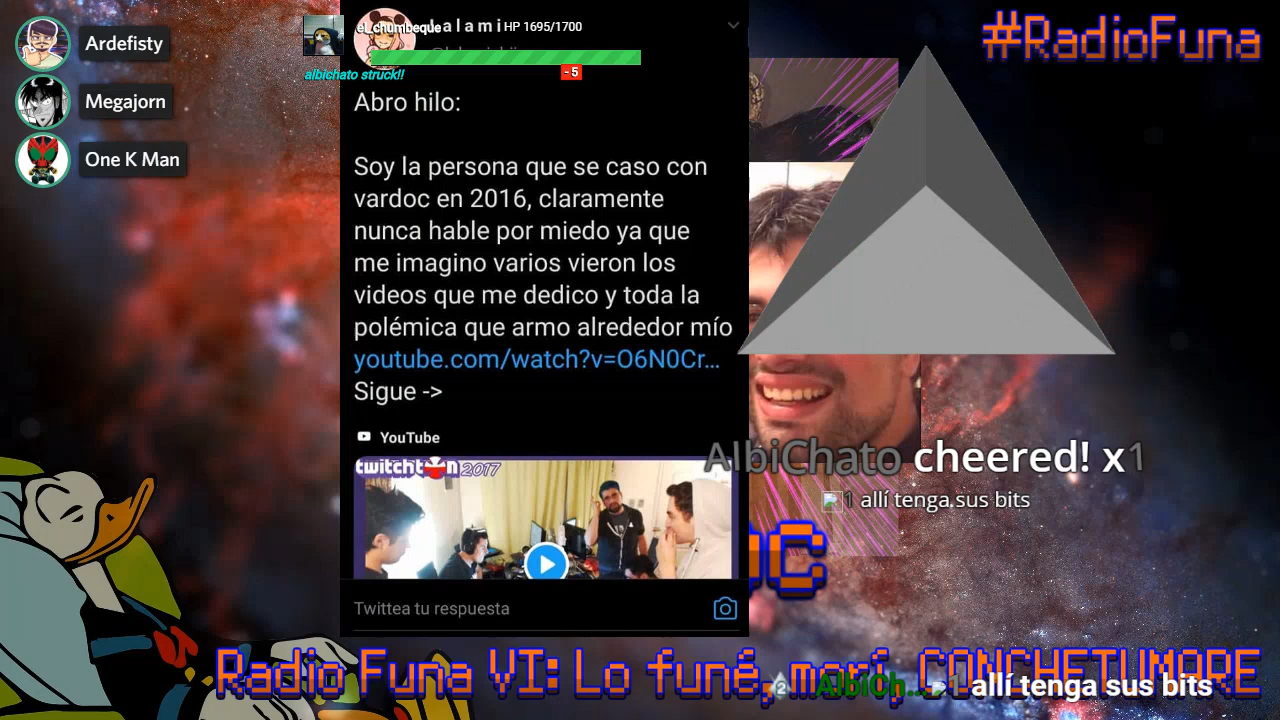 Ardefisty
Megajorn
One K Man
el_chumbeque
lalami
HP 1695/1700
-5
albichato struck!!
#RadioFuna
Abro hilo:
Soy la persona que se caso con
vardoc en 2016, claramente
nunca hable por miedo ya que
me imagino varios vieron los
videos que me dedico y toda la
polémica que armo alrededor mío
youtube.com/watch?v=O6N0Cr...
Sigue ->
YouTube
twitchton 2017
AlbiChato cheered! x1
1 allí tenga sus bits
Twittea tu respuesta
Radio Funa VI: Lo funé, morí, CONCHETUMARE
2 AlbiCh... 1 allí tenga sus bits